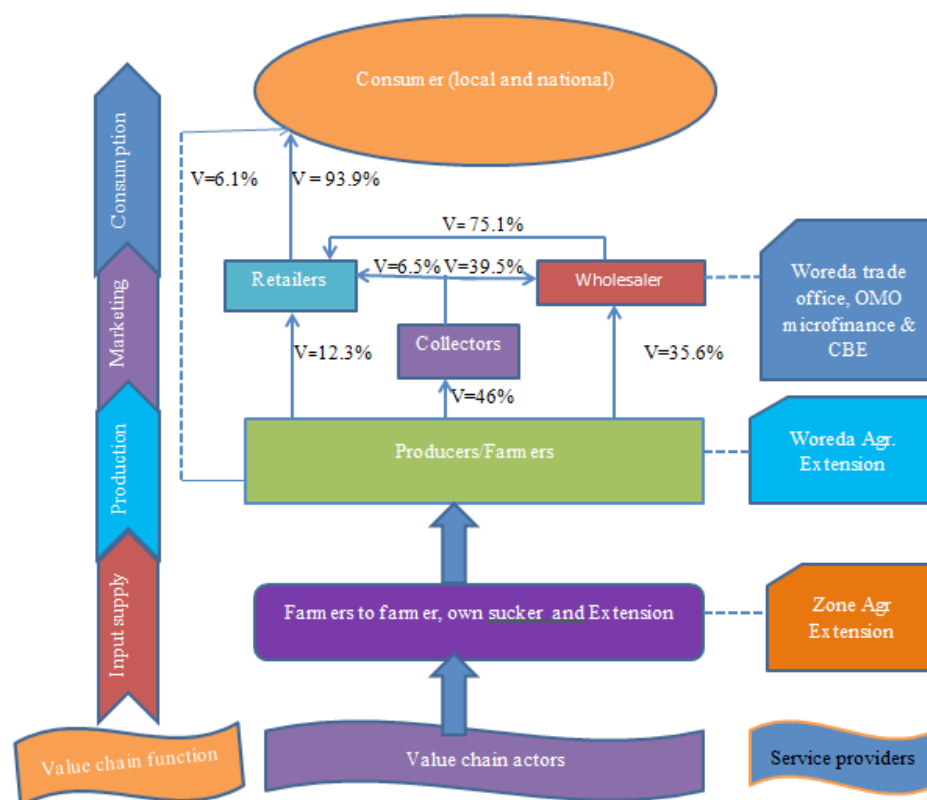 Consumer (local and national)
Consumption
V=6.1%
V = 93.9%
V= 75.1%
Marketing
Retailers
V=6.5%
V=39.5%
Wholesaler
Woreda trade
office, OMO
microfinance &
CBE
Collectors
V=12.3%
V=35.6%
V=46%
Production
Producers/Farmers
Woreda Agr.
Extension
Input supply
Farmers to farmer, own sucker and Extension
Zone Agr
Extension
Value chain function
Value chain actors
Service providers